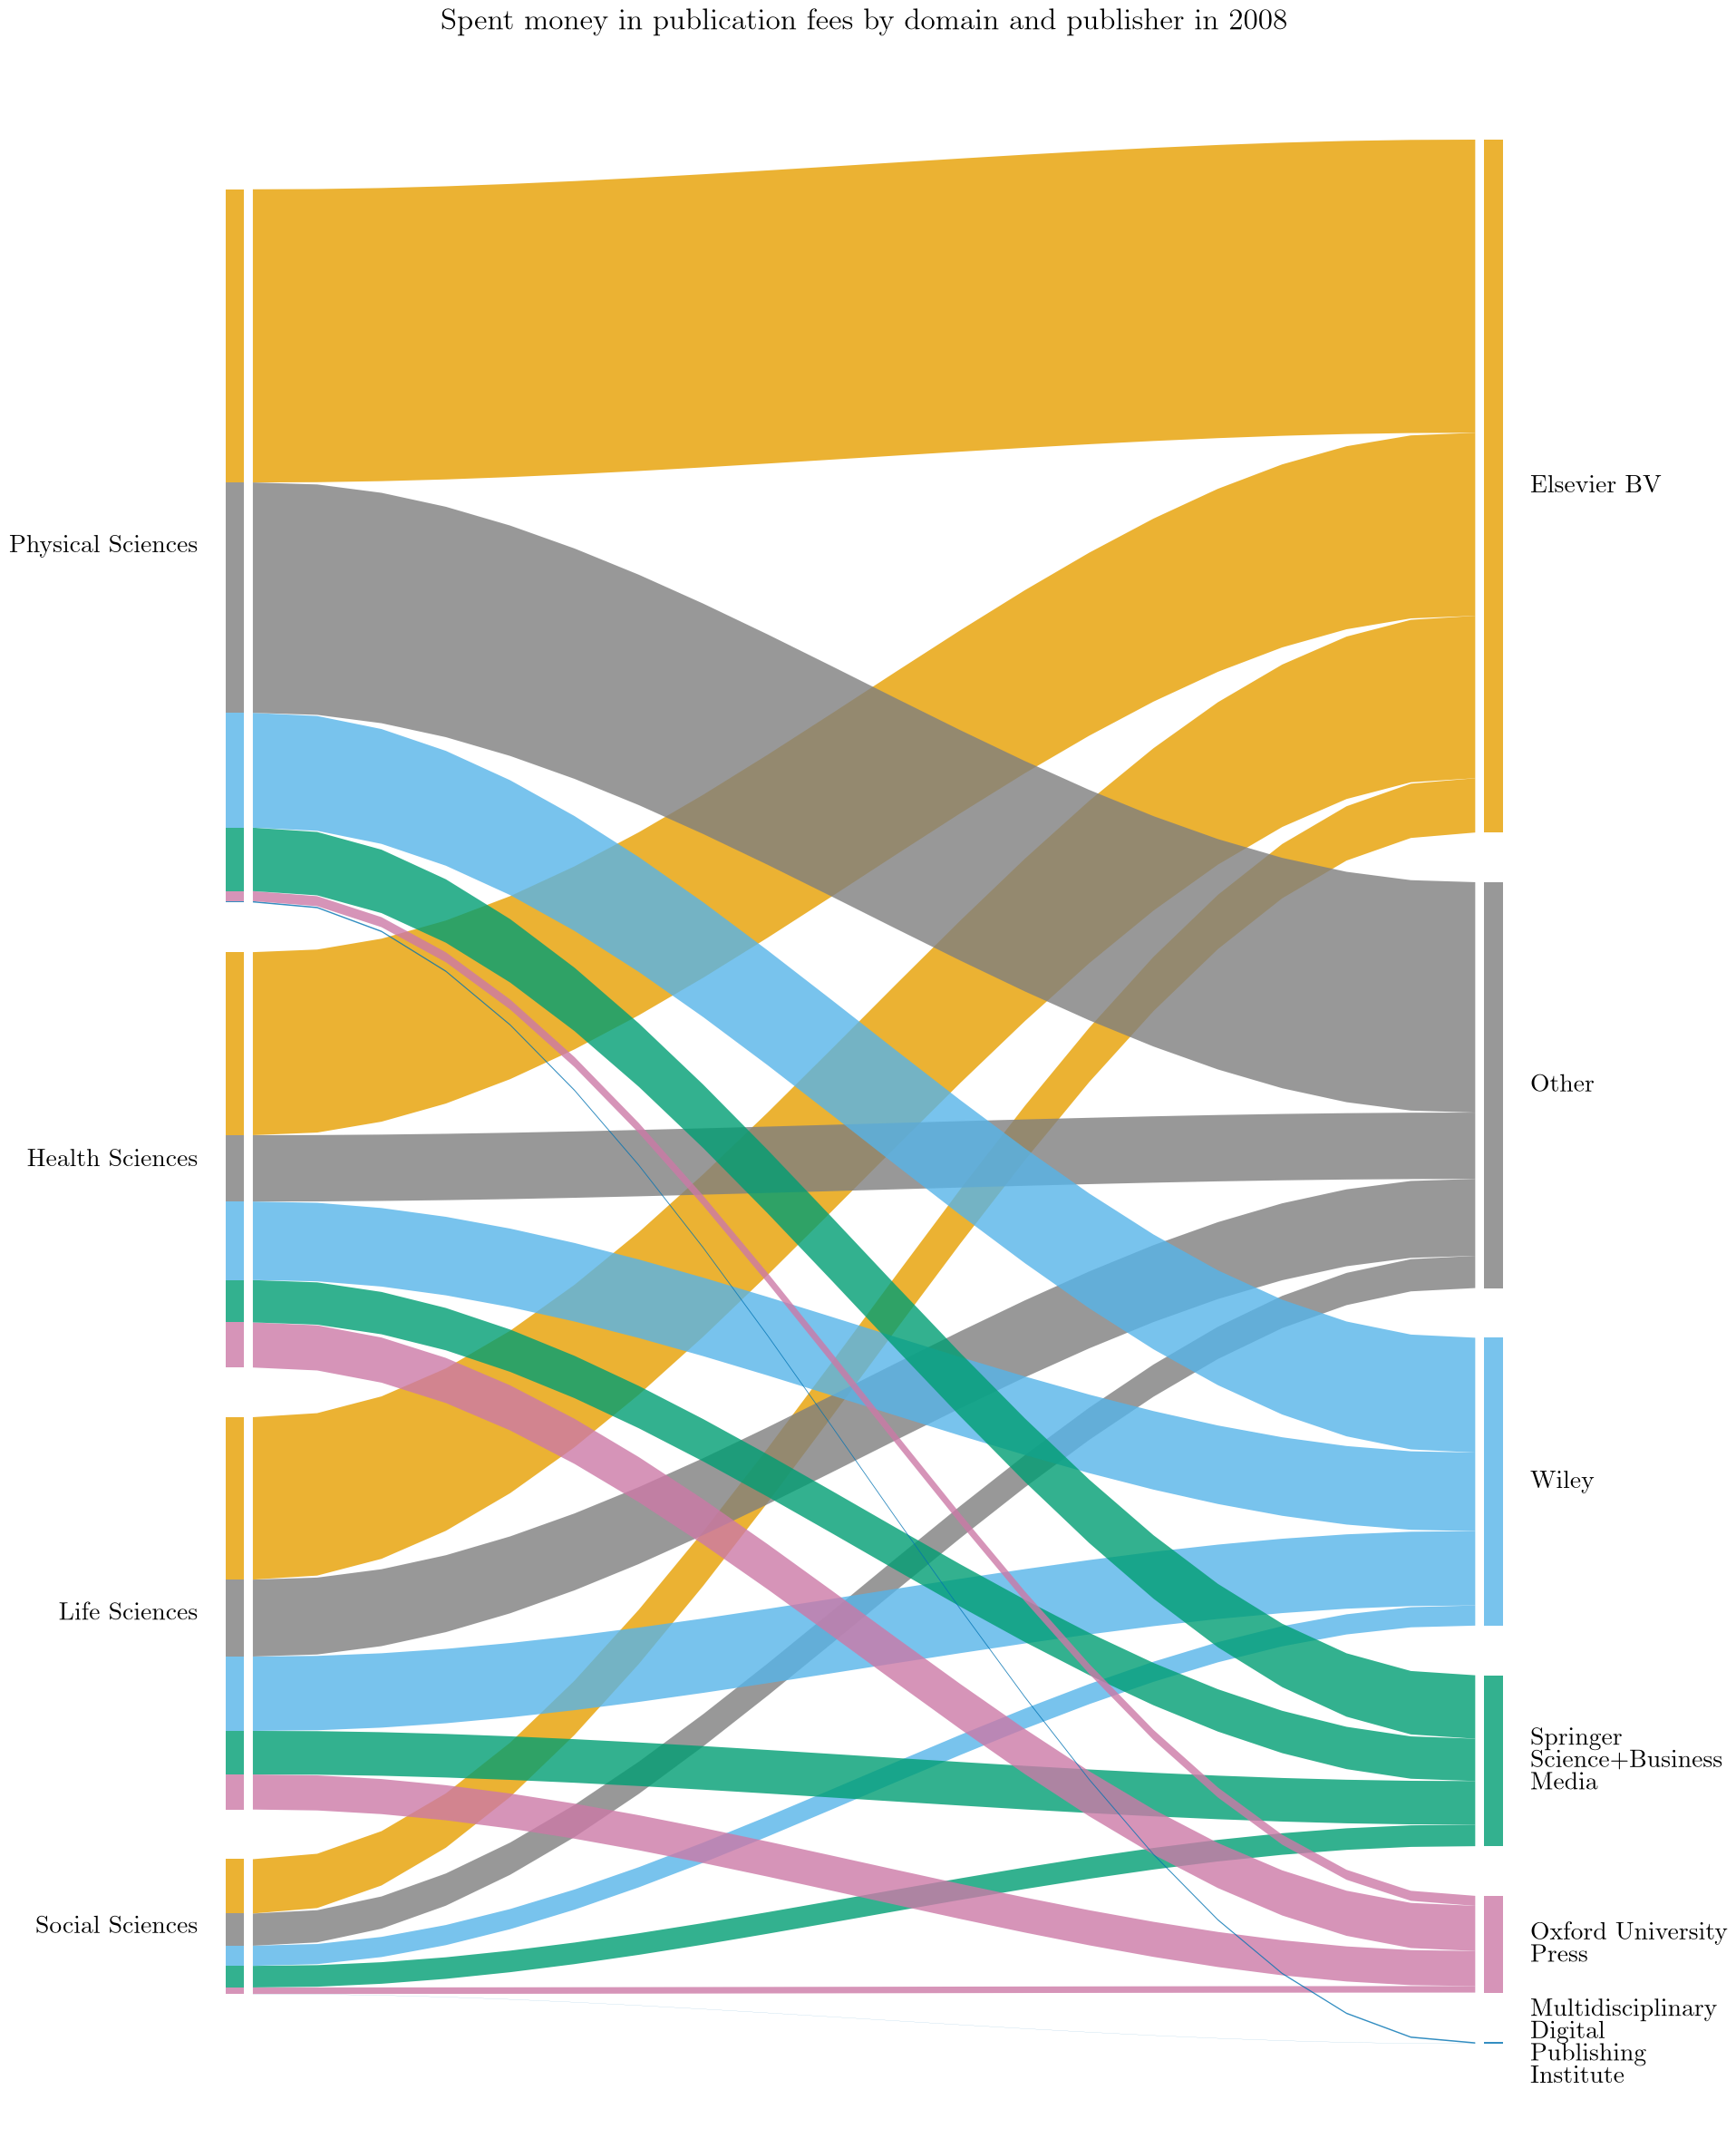 Spent money in publication fees by domain and publisher in 2008
Elsevier BV
Physical Sciences
Other
Health Sciences
Wiley
Life Sciences
Springer
Science+Business
Media
Social Sciences
Oxford University
Press
Multidisciplinary
Digital
Publishing
Institute